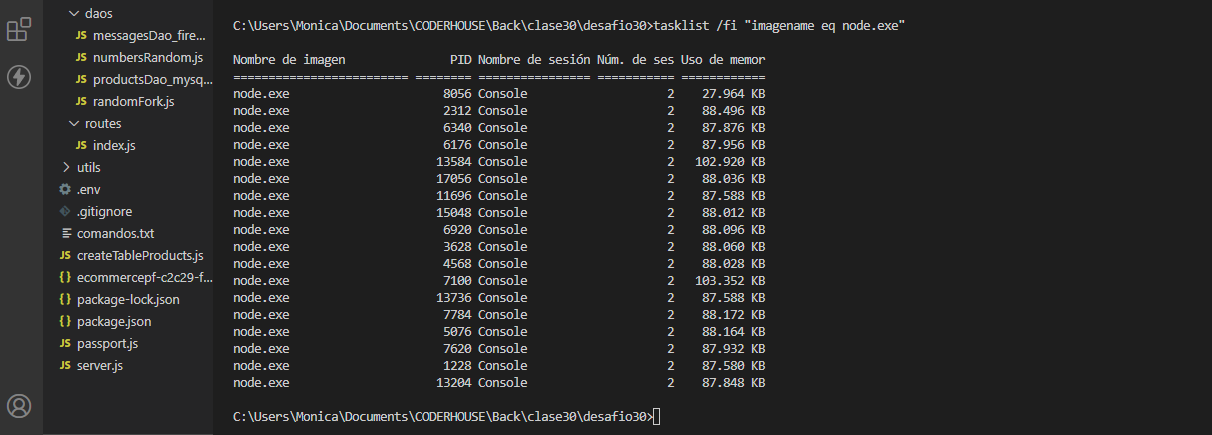 daos
JS messagesDao_fire...
JS numbersRandom.js
JS productsDao_mysq...
JS randomFork.js
routes
JS index.js
utils
.env
.gitignore
comandos.txt
JS createTableProducts.js
{} ecommercepf-c2c29-f...
{} package-lock.json
{} package.json
JS passport.js
JS server.js
C:\Users\Monica\Documents\CODERHOUSE\Back\clase30\desafio30>tasklist /fi "imagename eq node.exe"
Nombre de imagen PID Nombre de sesión Núm. de ses Uso de memor
========================= ======== ================ =========== ============
node.exe 8056 Console 2 27.964 KB
node.exe 2312 Console 2 88.496 KB
node.exe 6340 Console 2 87.876 KB
node.exe 6176 Console 2 87.956 KB
node.exe 13584 Console 2 102.920 KB
node.exe 17056 Console 2 88.036 KB
node.exe 11696 Console 2 87.588 KB
node.exe 15048 Console 2 88.012 KB
node.exe 6920 Console 2 88.096 KB
node.exe 3628 Console 2 88.060 KB
node.exe 4568 Console 2 88.028 KB
node.exe 7100 Console 2 103.352 KB
node.exe 13736 Console 2 87.588 KB
node.exe 7784 Console 2 88.172 KB
node.exe 5076 Console 2 88.164 KB
node.exe 7620 Console 2 87.932 KB
node.exe 1228 Console 2 87.580 KB
node.exe 13204 Console 2 87.848 KB
C:\Users\Monica\Documents\CODERHOUSE\Back\clase30\desafio30>